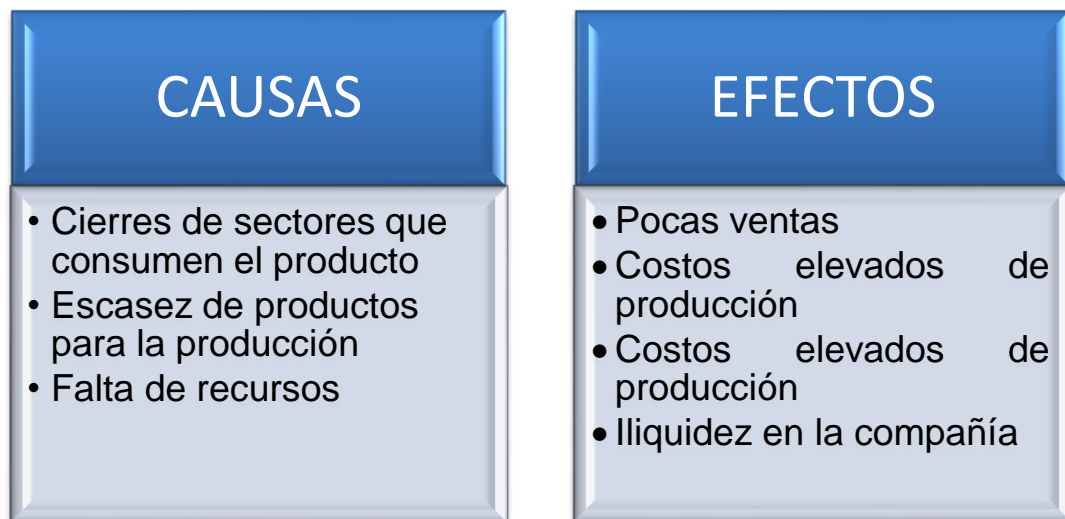 CAUSAS
• Cierres de sectores que
consumen el producto
• Escasez de productos
para la producción
• Falta de recursos
EFECTOS
• Pocas ventas
• Costos elevados de
producción
• Costos elevados de
producción
• Iliquidez en la compañía